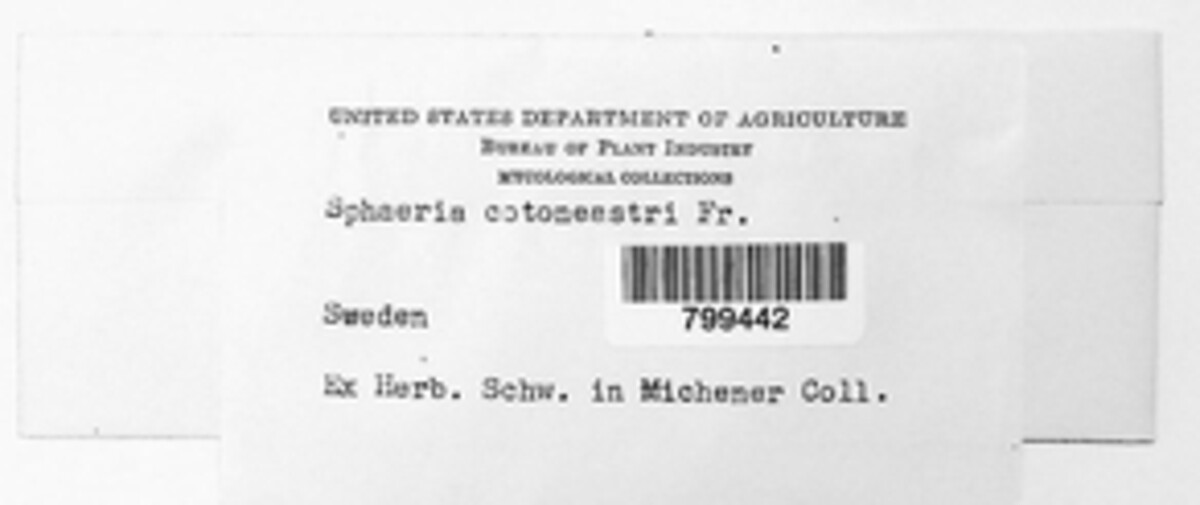 UNITED STATES DEPARTMENT OF AGRICULTURE
BUREAU OF PLANT INDUSTRY
MYCOLOGICAL COLLECTIONS
Sphaeria cotoneastri Fr.
799442
Sweden
Ex Herb. Schw. in Michener Coll.